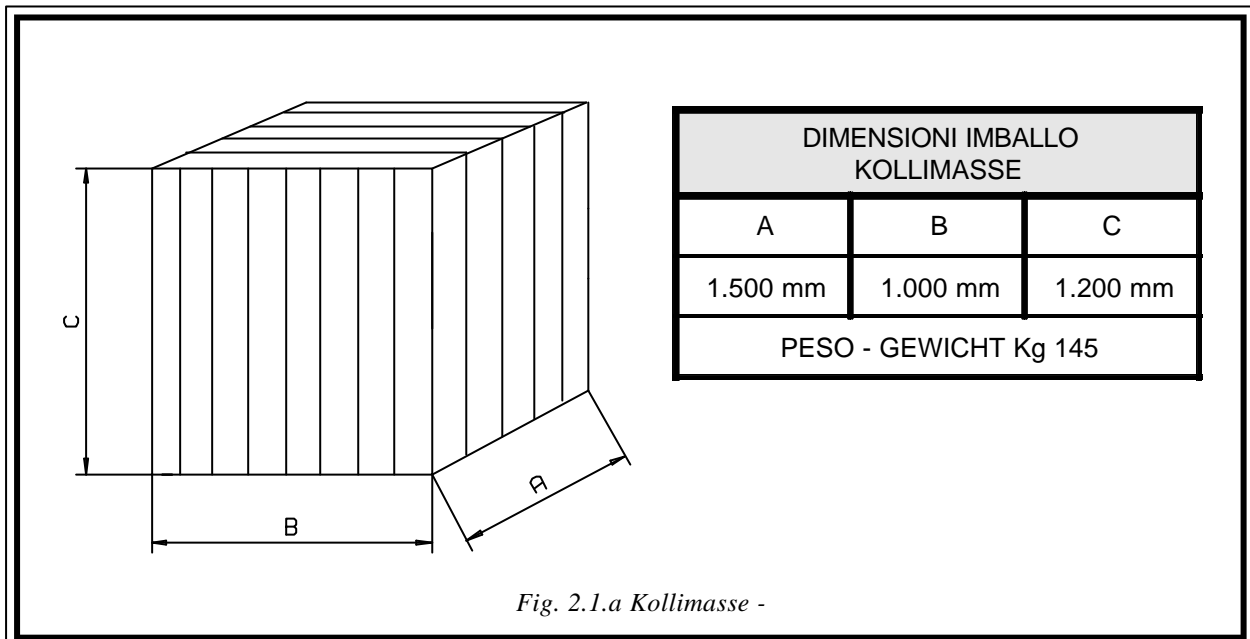 C
B
A
DIMENSIONI IMBALLO
KOLLIMASSE
A B C
1.500 mm 1.000 mm 1.200 mm
PESO - GEWICHT Kg 145
Fig. 2.1.a Kollimasse -